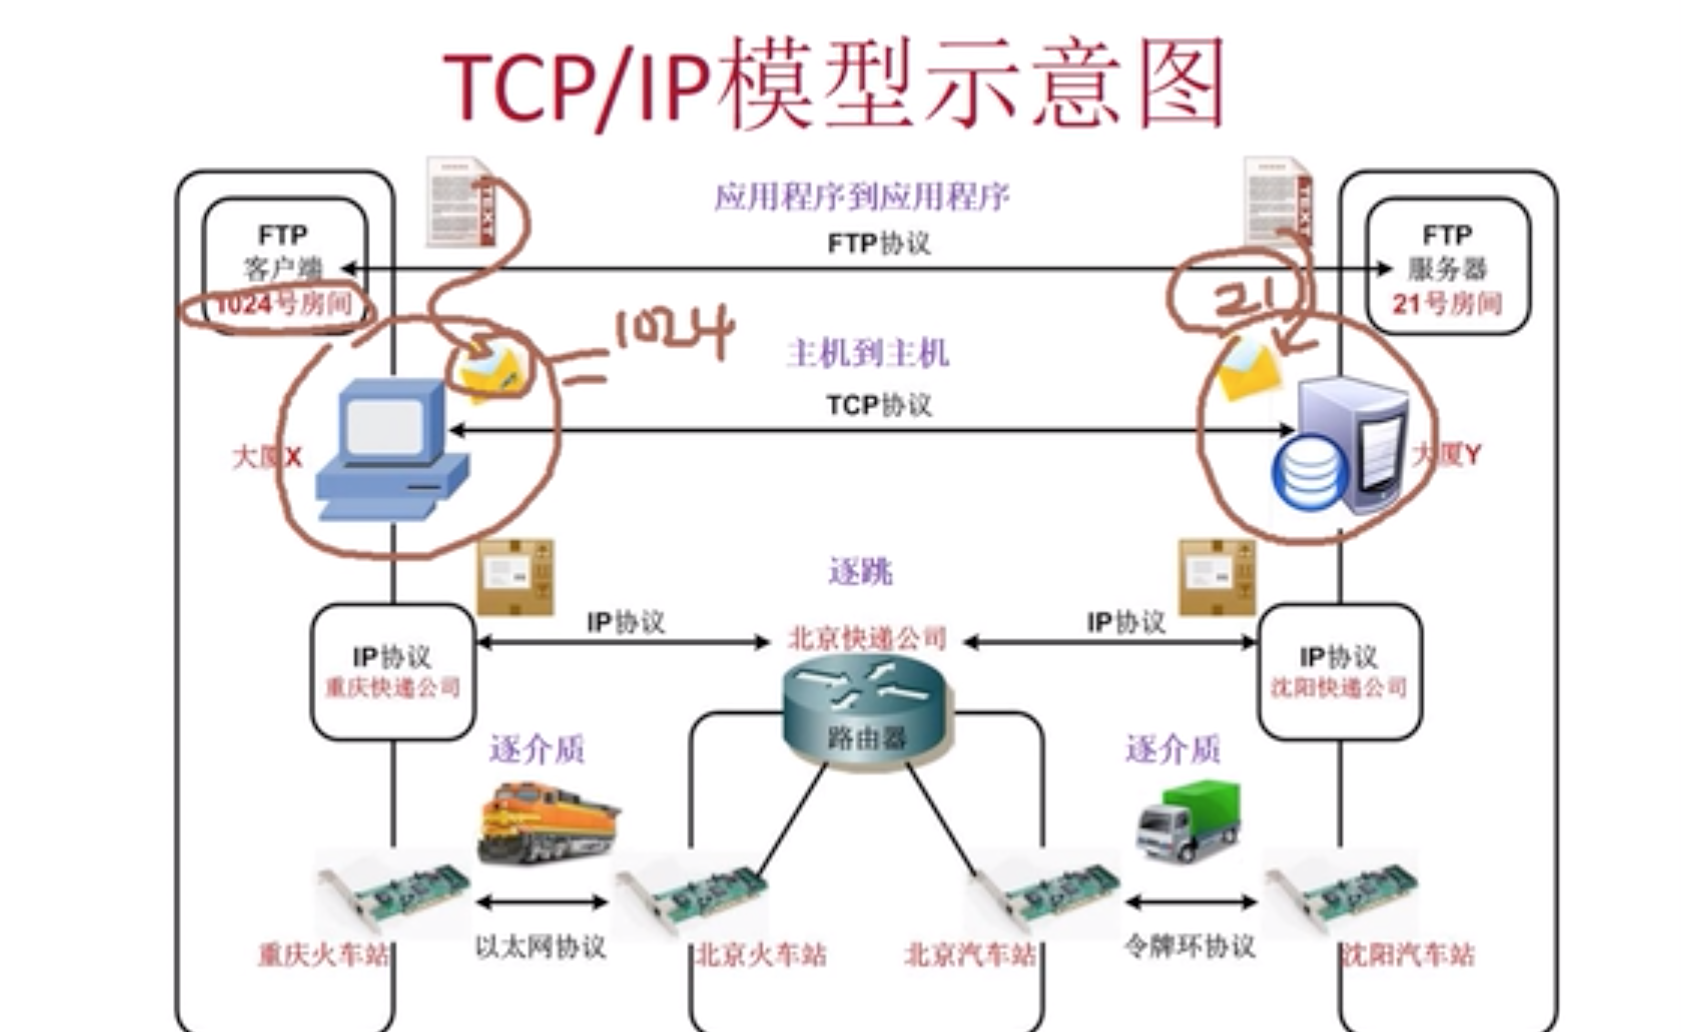 TCP/IP模型示意图
应用程序到应用程序
FTP协议
FTP
客户端
1024号房间
TEXT
TEXT
FTP
服务器
21号房间
21
1024
主机到主机
TCP协议
大厦X
大厦Y
逐跳
IP协议
北京快递公司
IP协议
IP协议
重庆快递公司
IP协议
沈阳快递公司
路由器
逐介质
逐介质
重庆火车站
以太网协议
北京火车站
北京汽车站
令牌环协议
沈阳汽车站